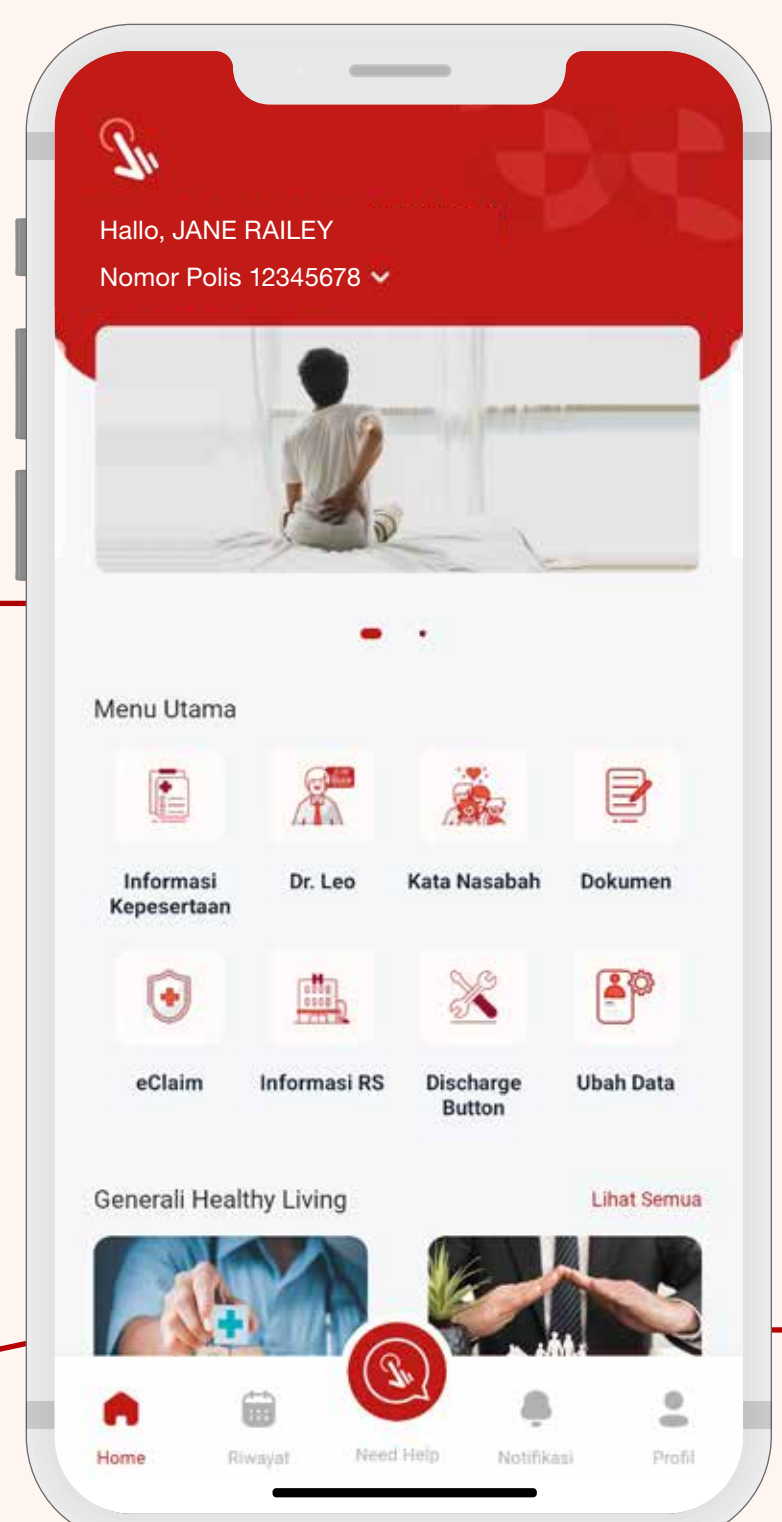 Hallo, JANE RAILEY
Nomor Polis 12345678
Menu Utama
Informasi Kepesertaan
Dr. Leo
Kata Nasabah
Dokumen
eClaim
Informasi RS
Discharge Button
Ubah Data
Generali Healthy Living
Lihat Semua
Home
Riwayat
Need Help
Notifikasi
Profil